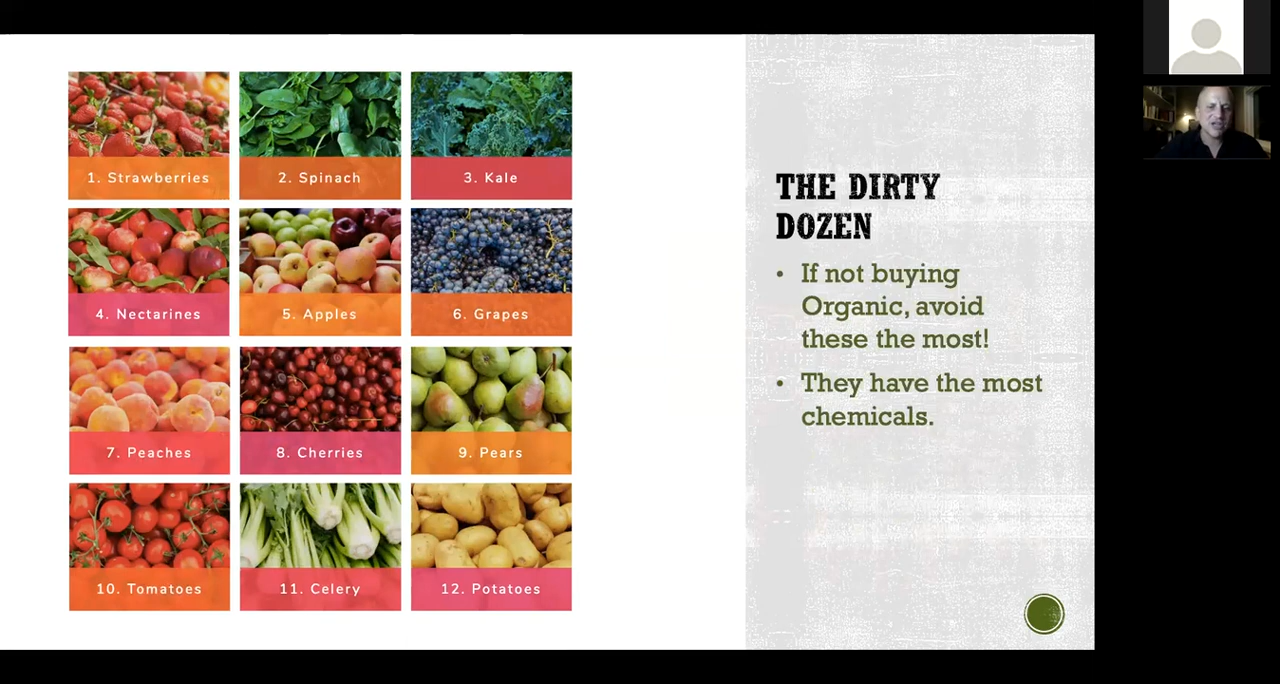 1. Strawberries
2. Spinach
3. Kale
4. Nectarines
5. Apples
6. Grapes
7. Peaches
8. Cherries
9. Pears
10. Tomatoes
11. Celery
12. Potatoes
THE DIRTY
DOZEN
• If not buying
Organic, avoid
these the most!
• They have the most
chemicals.